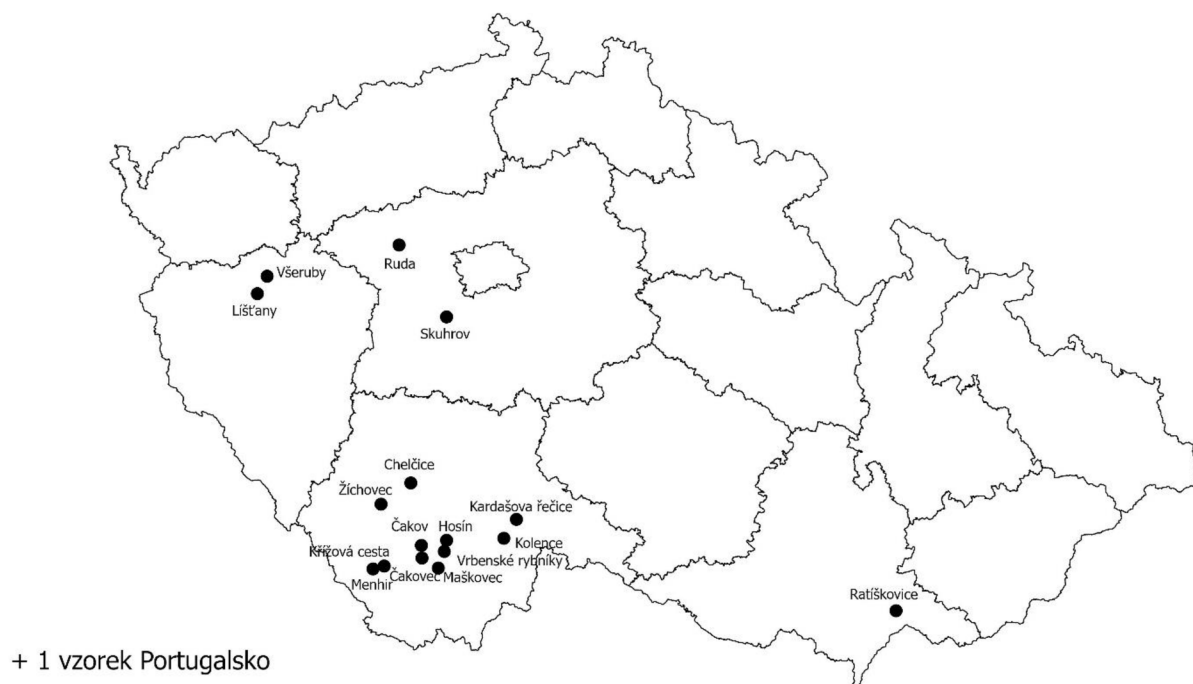 Všeruby
Líšťany
Ruda
Skuhrov
Chelčice
Žíchovec
Kardašova řečice
Čakov
Hosín
Kolence
Křížová cesta
Vrbenské rybníky
Menhir
Čakovec
Maškovec
Ratíškovice
+ 1 vzorek Portugalsko